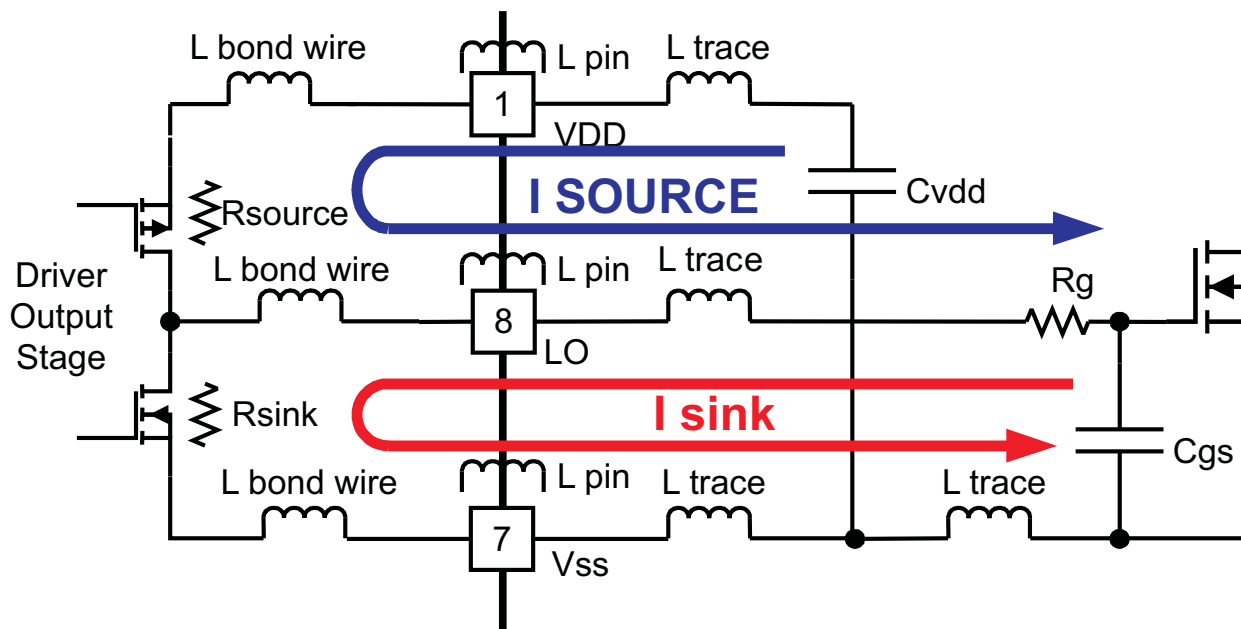 L bond wire
L pin
L trace
1
VDD
I SOURCE
Cvdd
Rsource
L bond wire
L pin
L trace
Driver
Output
Stage
8
LO
Rg
Rsink
I sink
Cgs
L bond wire
L pin
L trace
L trace
7
Vss